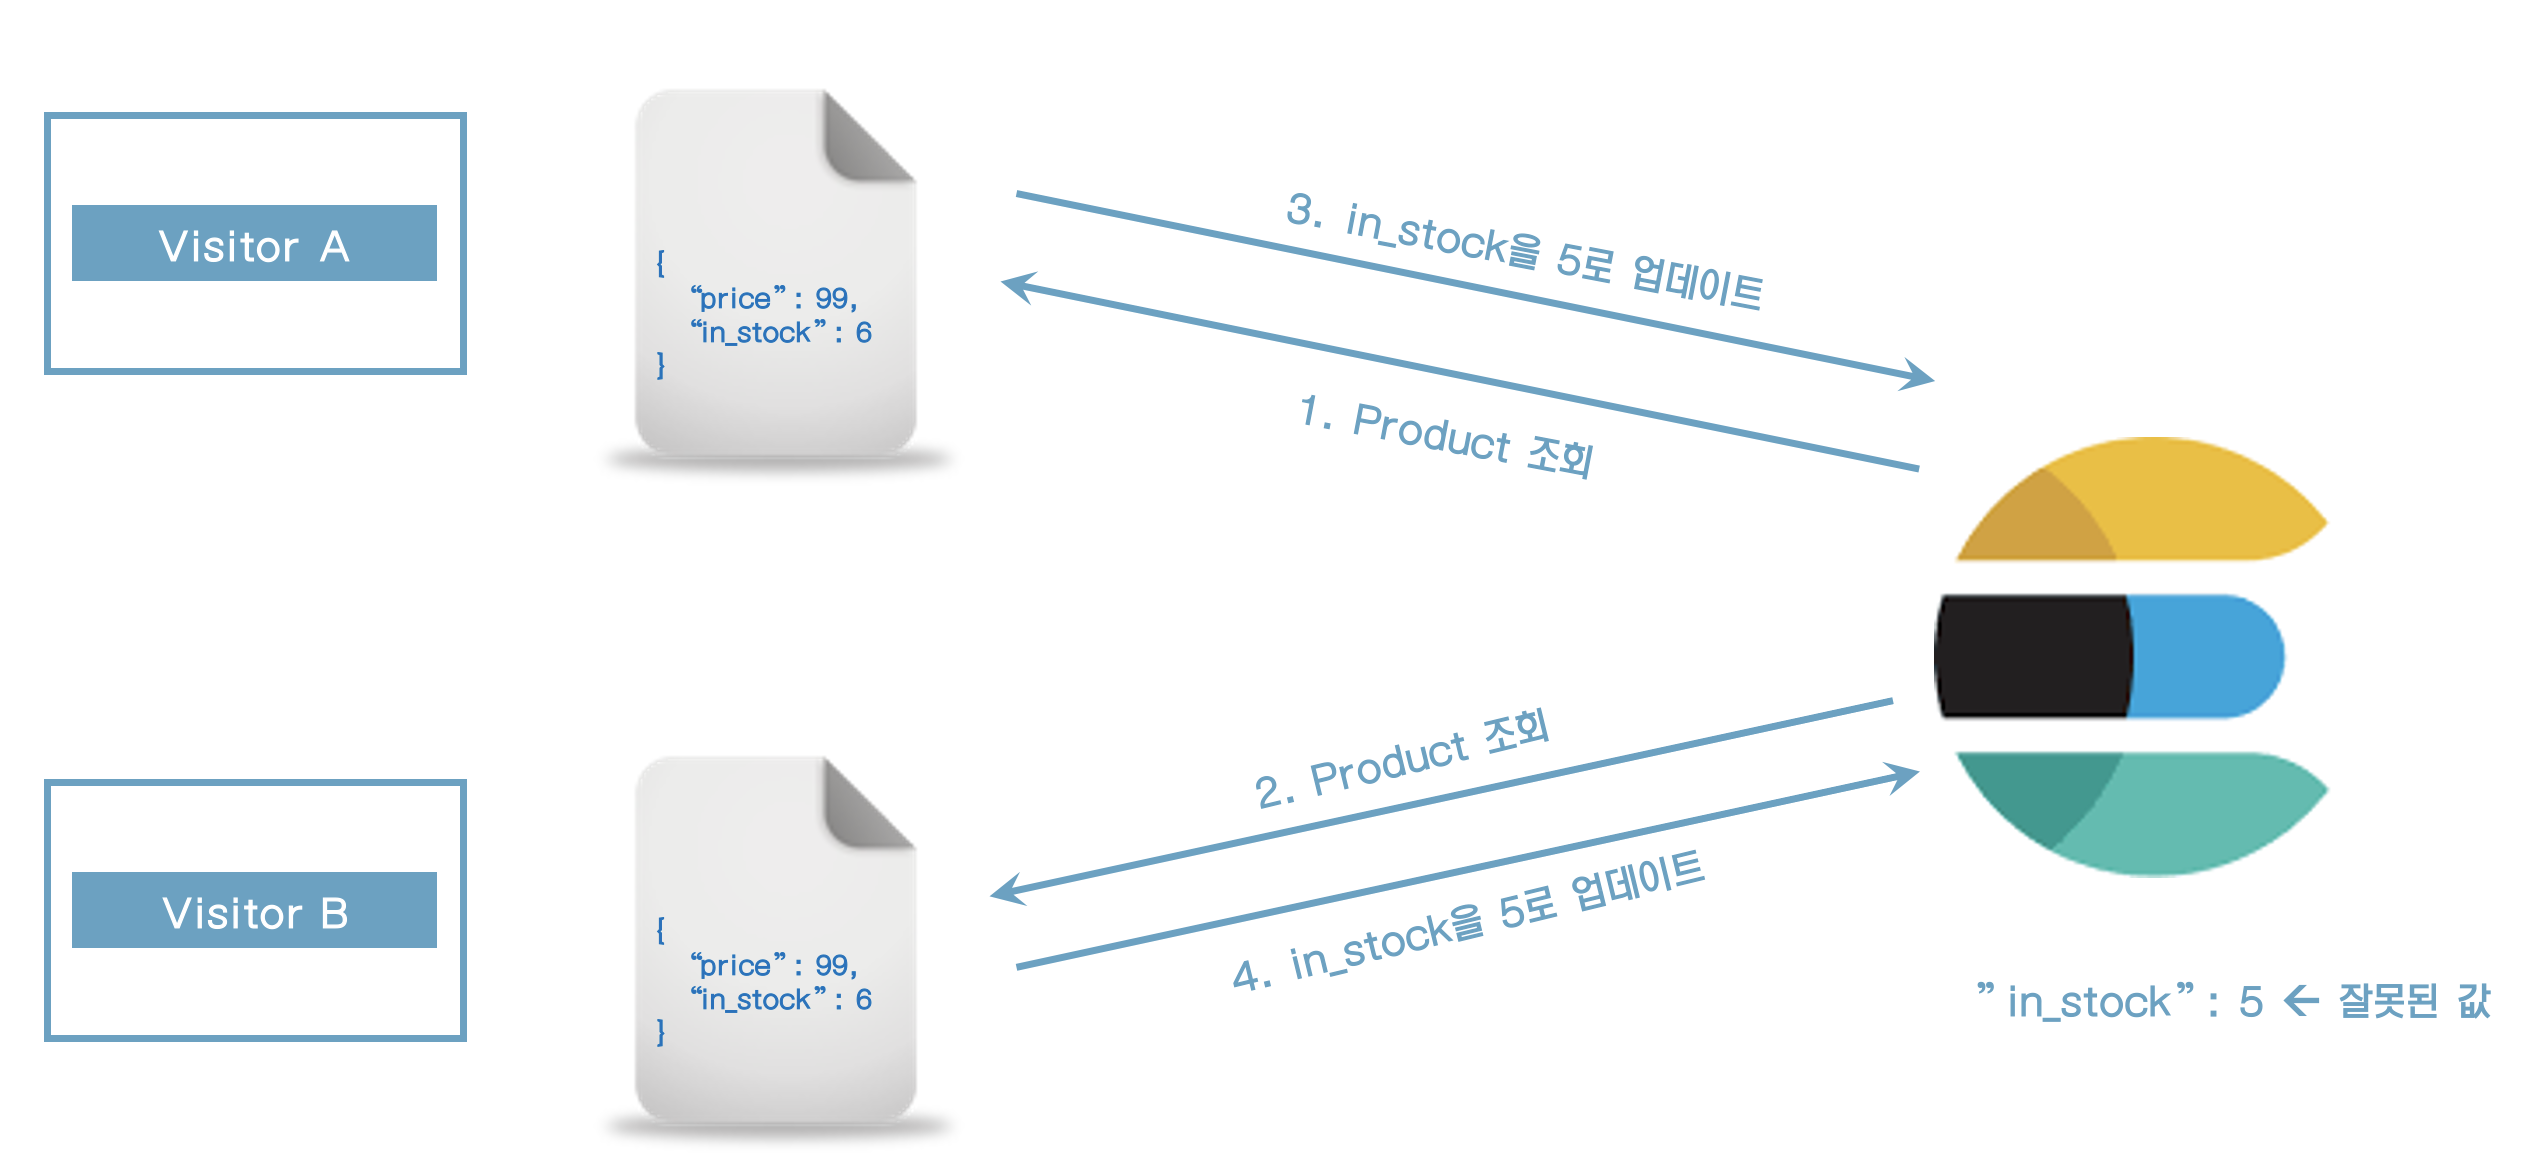 Visitor A
{
“price”: 99,
“in_stock”: 6
}
3. in_stock을 5로 업데이트
1. Product 조회
Visitor B
{
“price”: 99,
“in_stock”: 6
}
2. Product 조회
4. in_stock을 5로 업데이트
”in_stock”: 5 ← 잘못된 값